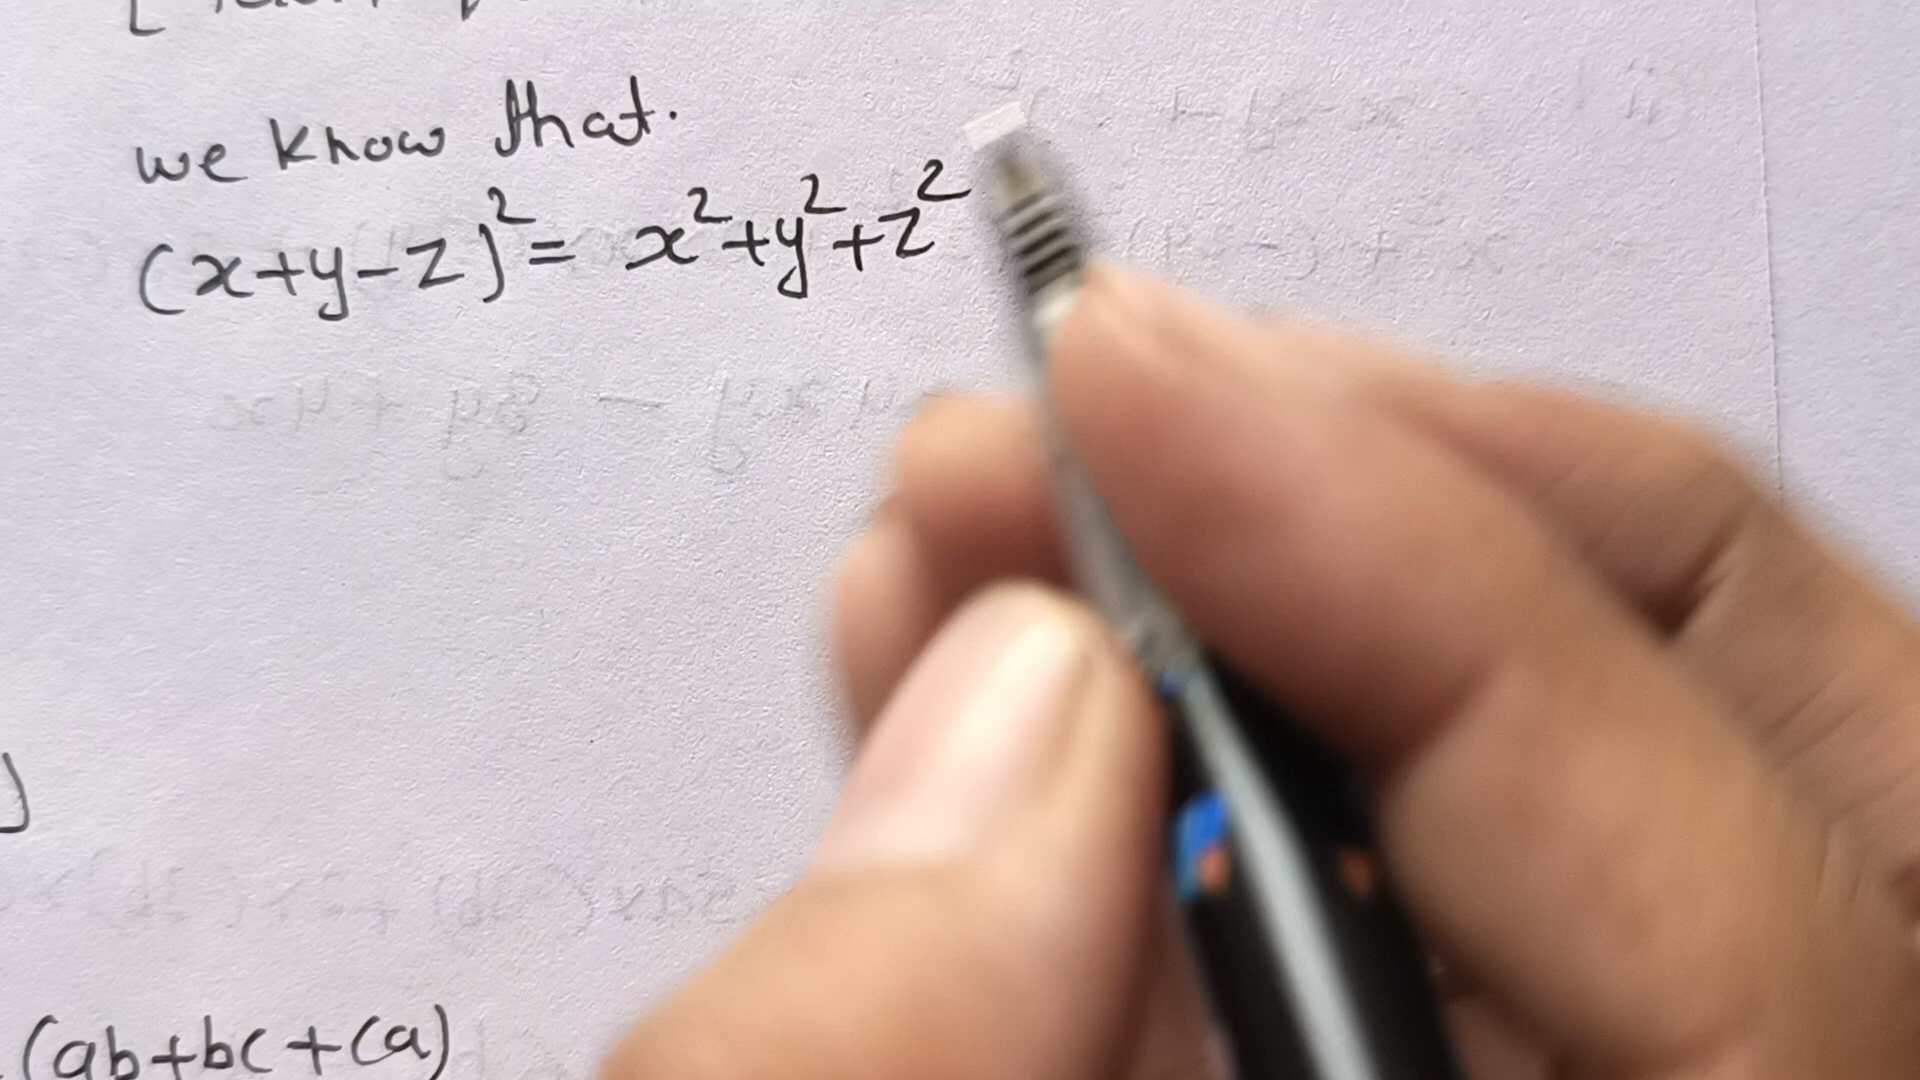 we know that.
(x+y-z)²= x²+y²+z²
(ab+bc+ca)